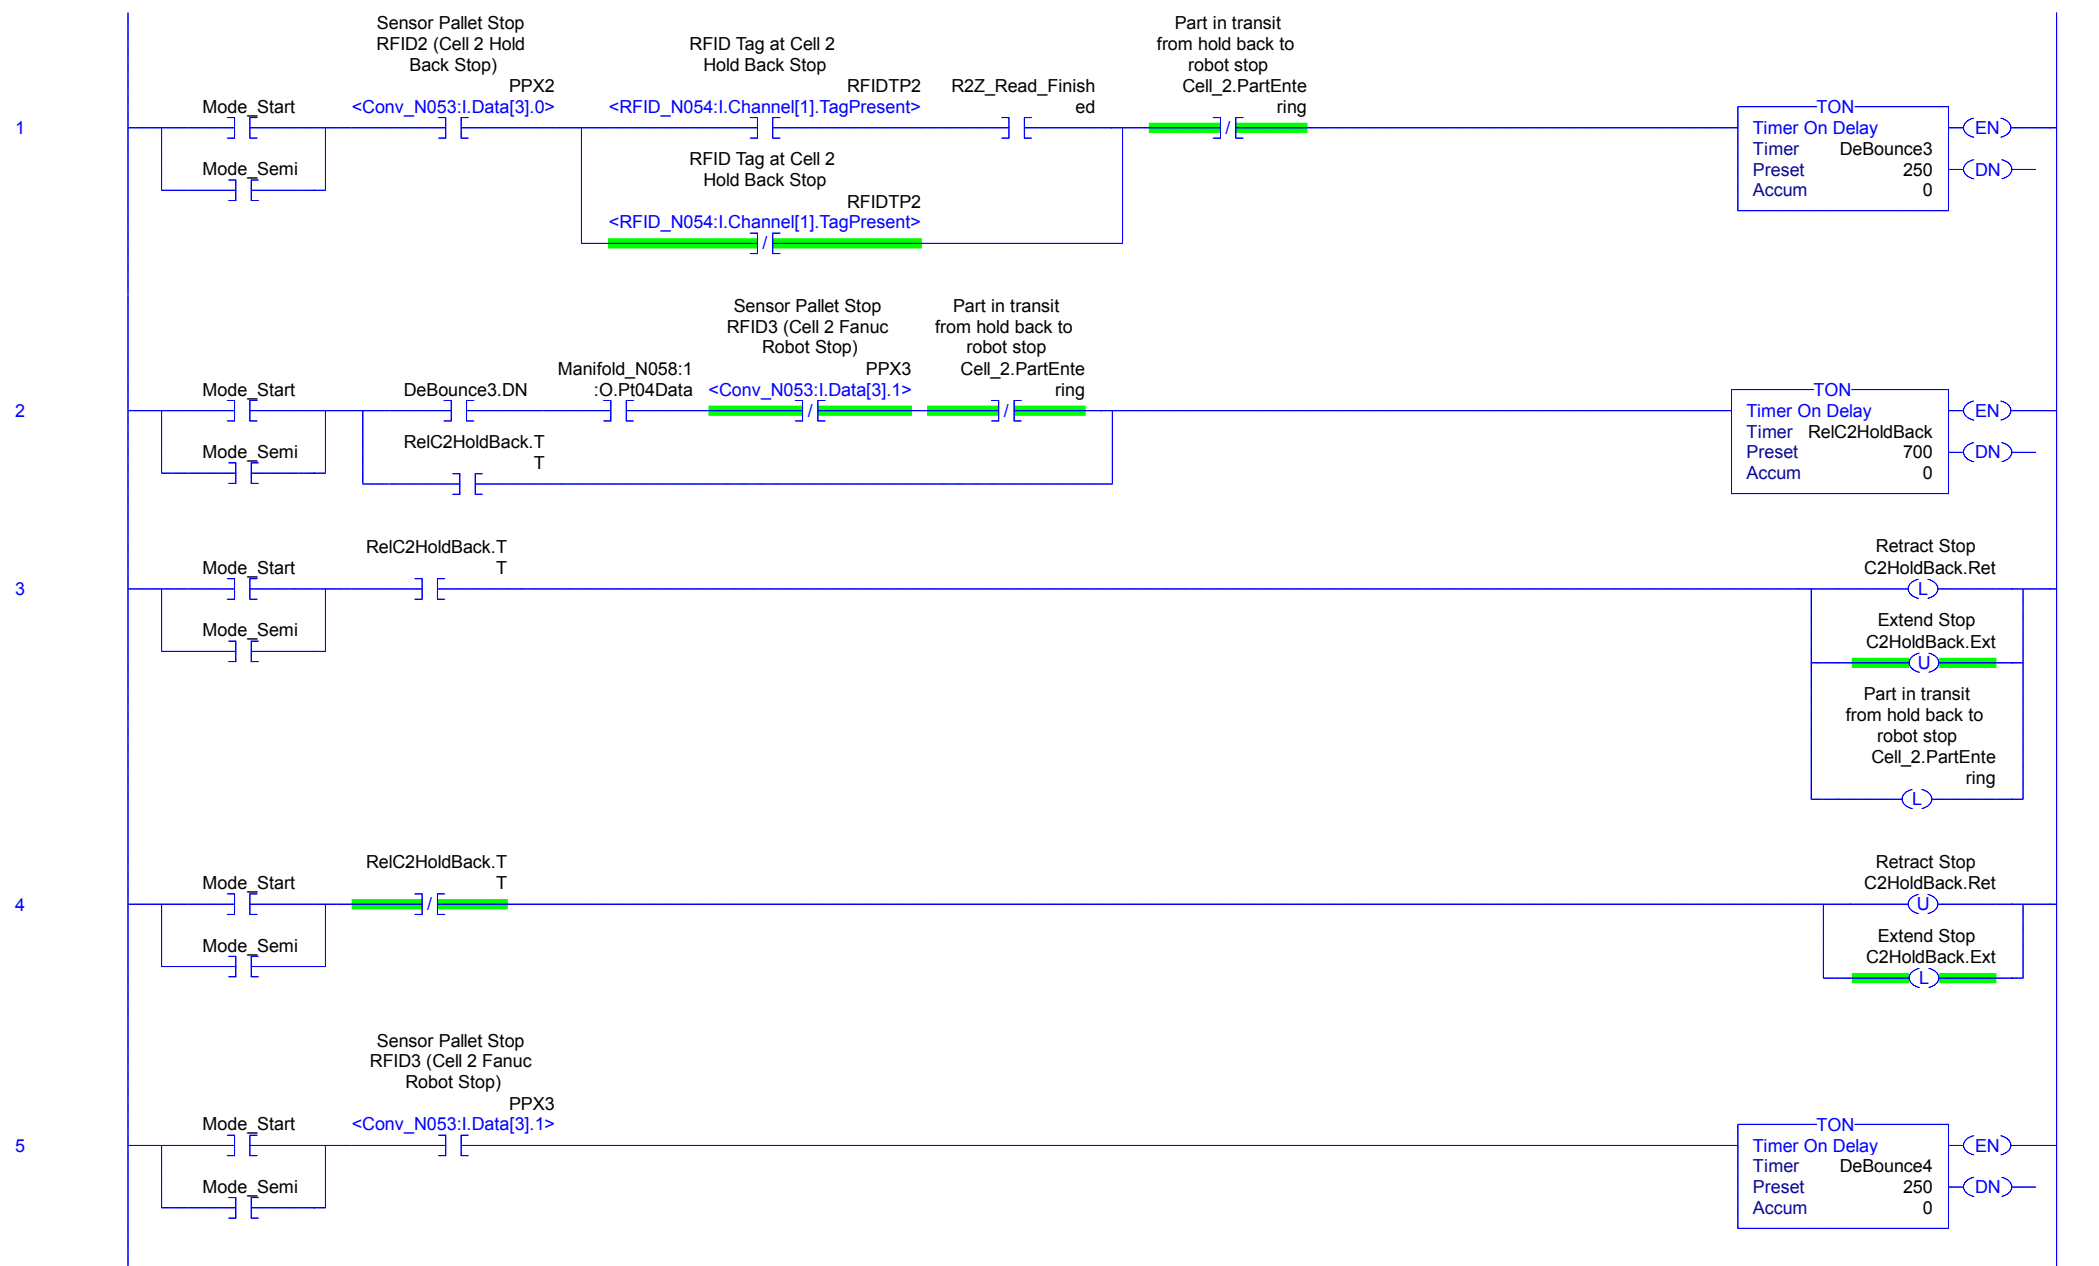 1
Sensor Pallet Stop
RFID2 (Cell 2 Hold
Back Stop)
PPX2
<Conv_N053:I.Data[3].0>
Mode_Start
Mode_Semi
RFID Tag at Cell 2
Hold Back Stop
RFIDTP2
<RFID_N054:I.Channel[1].TagPresent>
R2Z_Read_Finish
ed
RFID Tag at Cell 2
Hold Back Stop
RFIDTP2
<RFID_N054:I.Channel[1].TagPresent>
/
Part in transit
from hold back to
robot stop
Cell_2.PartEnte
ring
/
TON
Timer On Delay
Timer DeBounce3
Preset 250
Accum 0
EN
DN
2
Mode_Start
Mode_Semi
DeBounce3.DN
RelC2HoldBack.T
T
Manifold_N058:1
:O.Pt04Data
Sensor Pallet Stop
RFID3 (Cell 2 Fanuc
Robot Stop)
PPX3
<Conv_N053:I.Data[3].1>
/
Part in transit
from hold back to
robot stop
Cell_2.PartEnte
ring
/
TON
Timer On Delay
Timer RelC2HoldBack
Preset 700
Accum 0
EN
DN
3
Mode_Start
Mode_Semi
RelC2HoldBack.T
T
Retract Stop
C2HoldBack.Ret
L
Extend Stop
C2HoldBack.Ext
U
Part in transit
from hold back to
robot stop
Cell_2.PartEnte
ring
L
4
Mode_Start
Mode_Semi
RelC2HoldBack.T
T
/
Retract Stop
C2HoldBack.Ret
U
Extend Stop
C2HoldBack.Ext
L
5
Mode_Start
Mode_Semi
Sensor Pallet Stop
RFID3 (Cell 2 Fanuc
Robot Stop)
PPX3
<Conv_N053:I.Data[3].1>
TON
Timer On Delay
Timer DeBounce4
Preset 250
Accum 0
EN
DN